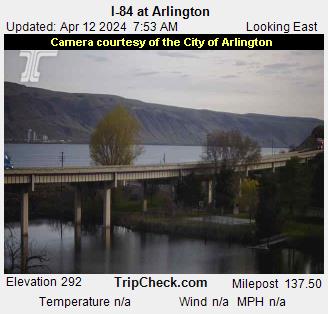 I-84 at Arlington
Updated: Apr 12 2024 7:53 AM Looking East
Camera courtesy of the City of Arlington
Elevation 292 TripCheck.com Milepost 137.50
Temperature n/a Wind n/a MPH n/a